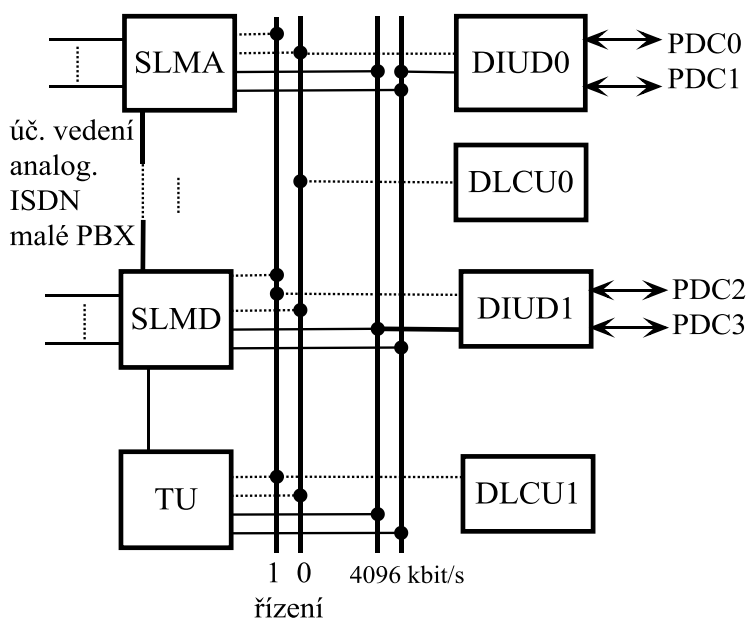 SLMA
DIUD0
PDC0
PDC1
úč. vedení
analog.
ISDN
malé PBX
DLCU0
SLMD
DIUD1
PDC2
PDC3
TU
DLCU1
1 0 4096 kbit/s
řízení